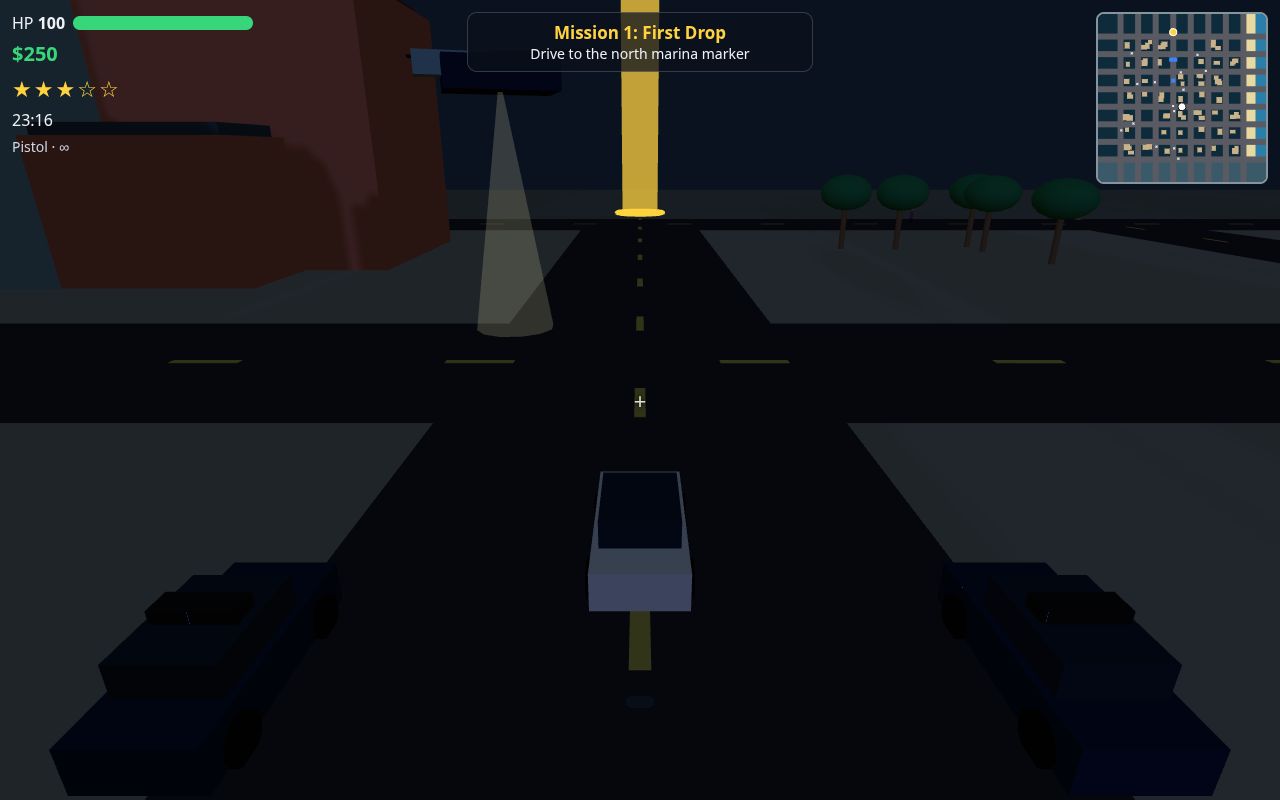 HP 100
$250
★★★☆☆
23:16
Pistol · ∞
Mission 1: First Drop
Drive to the north marina marker